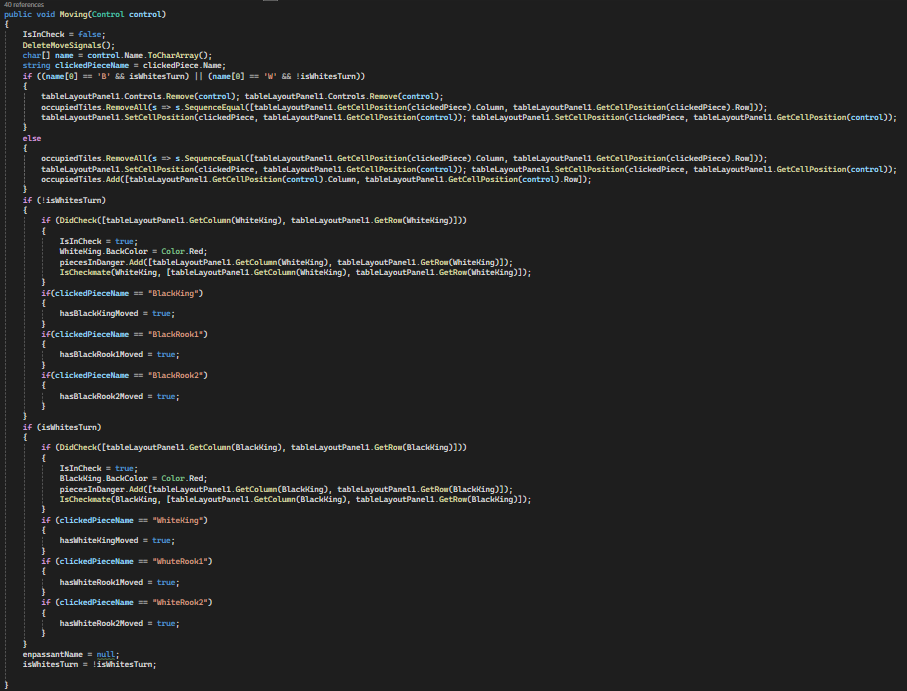 40 references
public void Moving(Control control)
{
IsInCheck = false;
DeleteMoveSignals();
char[] name = control.Name.ToCharArray();
string clickedPieceName = clickedPiece.Name;
if ((name[0] == 'B' && isWhitesTurn) || (name[0] == 'W' && !isWhitesTurn))
{
tableLayoutPanel1.Controls.Remove(control); tableLayoutPanel1.Controls.Remove(control);
occupiedTiles.RemoveAll(s => s.SequenceEqual([tableLayoutPanel1.GetCellPosition(clickedPiece).Column, tableLayoutPanel1.GetCellPosition(clickedPiece).Row]));
tableLayoutPanel1.SetCellPosition(clickedPiece, tableLayoutPanel1.GetCellPosition(control)); tableLayoutPanel1.SetCellPosition(clickedPiece, tableLayoutPanel1.GetCellPosition(control));
}
else
{
occupiedTiles.RemoveAll(s => s.SequenceEqual([tableLayoutPanel1.GetCellPosition(clickedPiece).Column, tableLayoutPanel1.GetCellPosition(clickedPiece).Row]));
tableLayoutPanel1.SetCellPosition(clickedPiece, tableLayoutPanel1.GetCellPosition(control)); tableLayoutPanel1.SetCellPosition(clickedPiece, tableLayoutPanel1.GetCellPosition(control));
occupiedTiles.Add([tableLayoutPanel1.GetCellPosition(control).Column, tableLayoutPanel1.GetCellPosition(control).Row]);
}
if (!isWhitesTurn)
{
if (DidCheck([tableLayoutPanel1.GetColumn(WhiteKing), tableLayoutPanel1.GetRow(WhiteKing)]))
{
IsInCheck = true;
WhiteKing.BackColor = Color.Red;
piecesInDanger.Add([tableLayoutPanel1.GetColumn(WhiteKing), tableLayoutPanel1.GetRow(WhiteKing)]);
IsCheckmate(WhiteKing, [tableLayoutPanel1.GetColumn(WhiteKing), tableLayoutPanel1.GetRow(WhiteKing)]);
}
if(clickedPieceName == "BlackKing")
{
hasBlackKingMoved = true;
}
if(clickedPieceName == "BlackRook1")
{
hasBlackRook1Moved = true;
}
if(clickedPieceName == "BlackRook2")
{
hasBlackRook2Moved = true;
}
}
if (isWhitesTurn)
{
if (DidCheck([tableLayoutPanel1.GetColumn(BlackKing), tableLayoutPanel1.GetRow(BlackKing)]))
{
IsInCheck = true;
BlackKing.BackColor = Color.Red;
piecesInDanger.Add([tableLayoutPanel1.GetColumn(BlackKing), tableLayoutPanel1.GetRow(BlackKing)]);
IsCheckmate(BlackKing, [tableLayoutPanel1.GetColumn(BlackKing), tableLayoutPanel1.GetRow(BlackKing)]);
}
if (clickedPieceName == "WhiteKing")
{
hasWhiteKingMoved = true;
}
if (clickedPieceName == "WhuteRook1")
{
hasWhiteRook1Moved = true;
}
if (clickedPieceName == "WhiteRook2")
{
hasWhiteRook2Moved = true;
}
}
enpassantName = null;
isWhitesTurn = !isWhitesTurn;
}